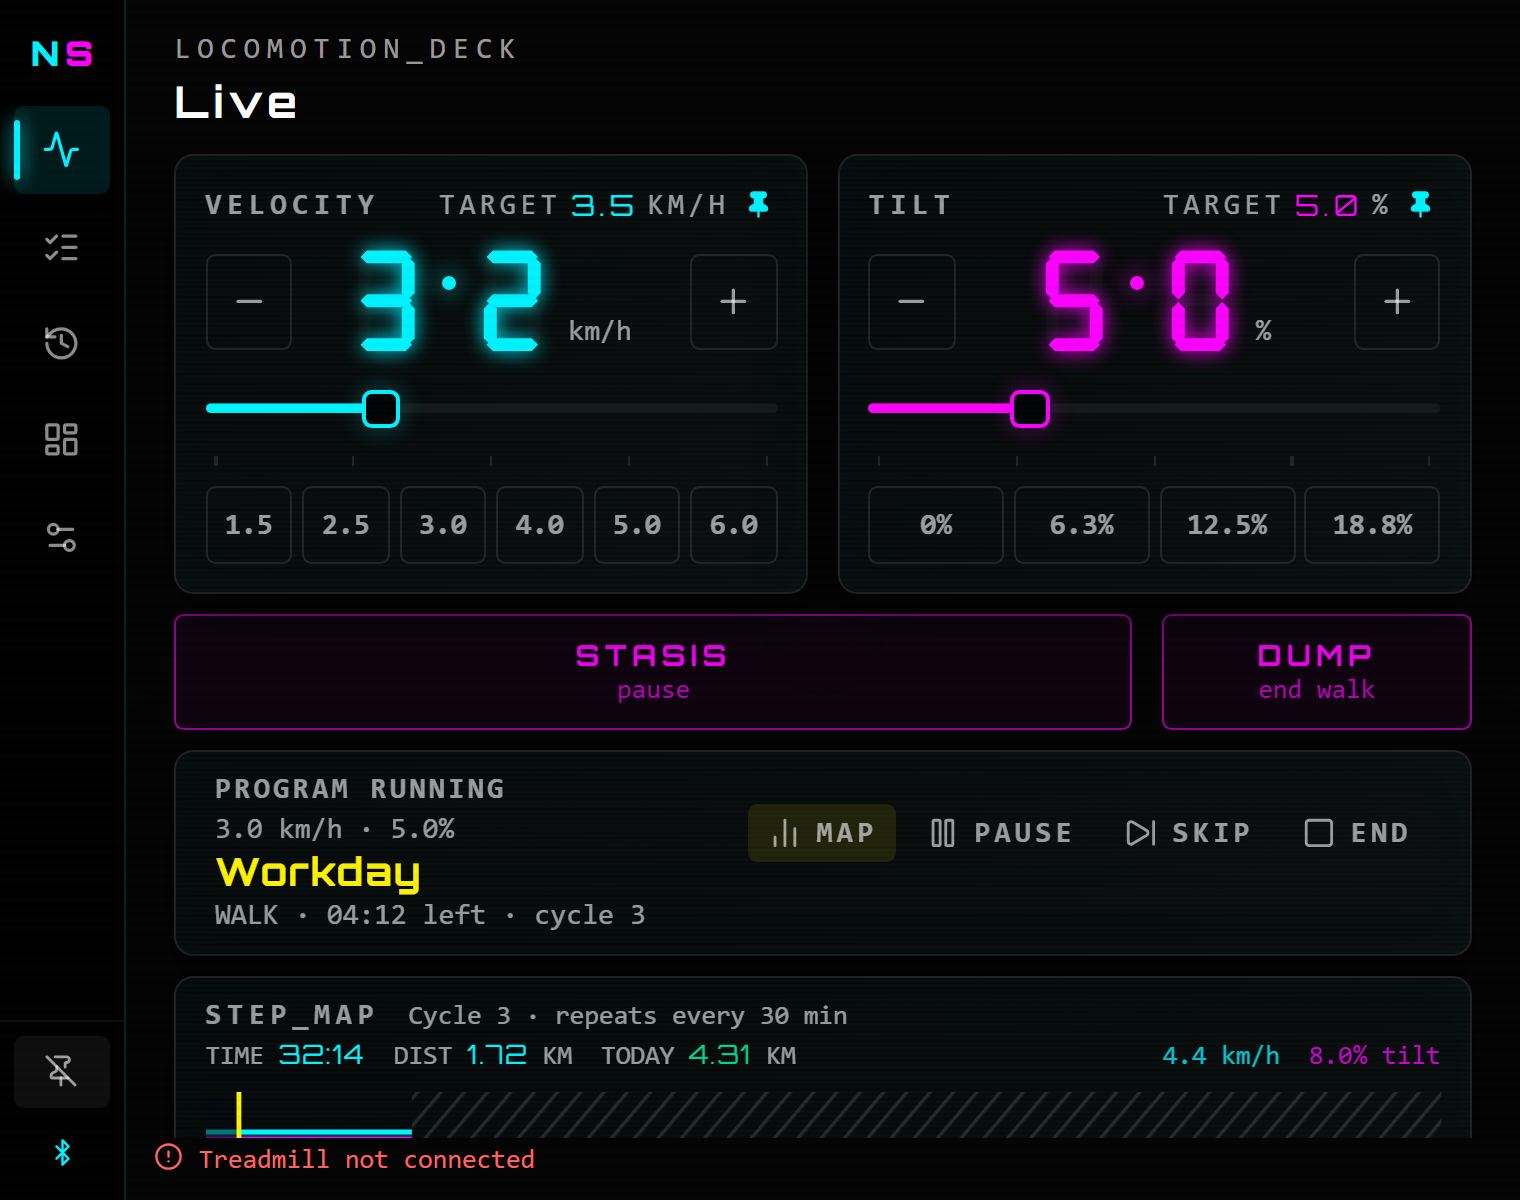 NS
LOCOMOTION_DECK
Live
VELOCITY TARGET 3.5 KM/H
3.2 km/h
1.5 2.5 3.0 4.0 5.0 6.0
TILT TARGET 5.0 %
5.0 %
0% 6.3% 12.5% 18.8%
STASIS
pause
DUMP
end walk
PROGRAM RUNNING
3.0 km/h · 5.0%
Workday
WALK · 04:12 left · cycle 3
MAP PAUSE SKIP END
STEP_MAP Cycle 3 · repeats every 30 min
TIME 32:14 DIST 1.72 KM TODAY 4.31 KM 4.4 km/h 8.0% tilt
Treadmill not connected